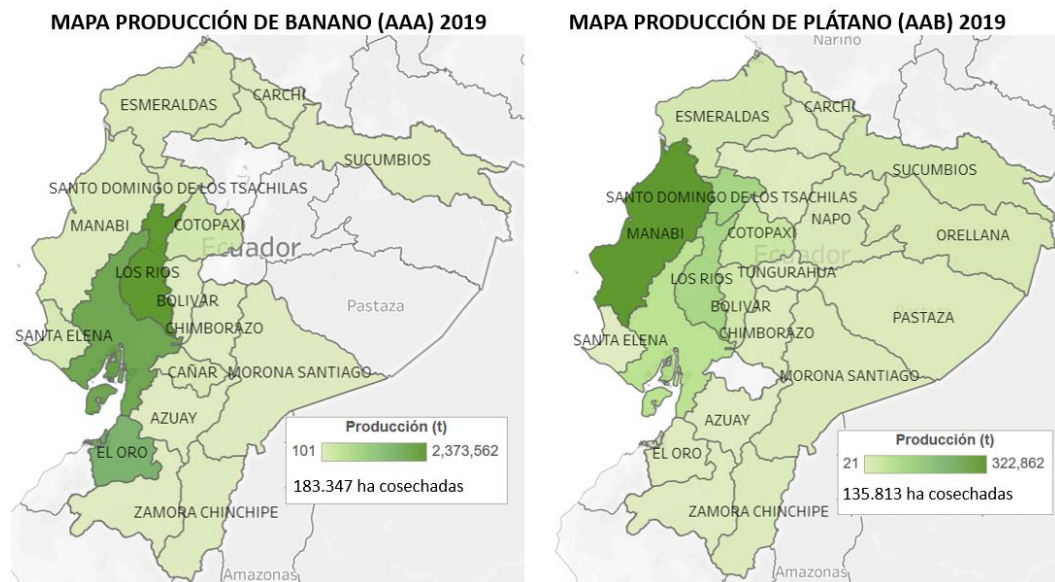 MAPA PRODUCCIÓN DE BANANO (AAA) 2019
ESMERALDAS
CARCHI
SUCUMBIOS
SANTO DOMINGO DE LOS TSACHILAS
MANABI
COTOPAXI
Ecuador
LOS RIOS
BOLIVAR
Pastaza
SANTA ELENA
CHIMBORAZO
CAÑAR
MORONA SANTIAGO
AZUAY
EL ORO
ZAMORA CHINCHIPE
Amazonas
Producción (t)
101 2,373,562
183.347 ha cosechadas
MAPA PRODUCCIÓN DE PLÁTANO (AAB) 2019
Nariño
ESMERALDAS
CARCHI
SUCUMBIOS
SANTO DOMINGO DE LOS TSACHILAS
NAPO
MANABI
COTOPAXI
ORELLANA
Ecuador
LOS RIOS
TUNGURAHUA
BOLIVAR
PASTAZA
SANTA ELENA
CHIMBORAZO
MORONA SANTIAGO
AZUAY
EL ORO
ZAMORA CHINCHIPE
Amazonas
Producción (t)
21 322,862
135.813 ha cosechadas